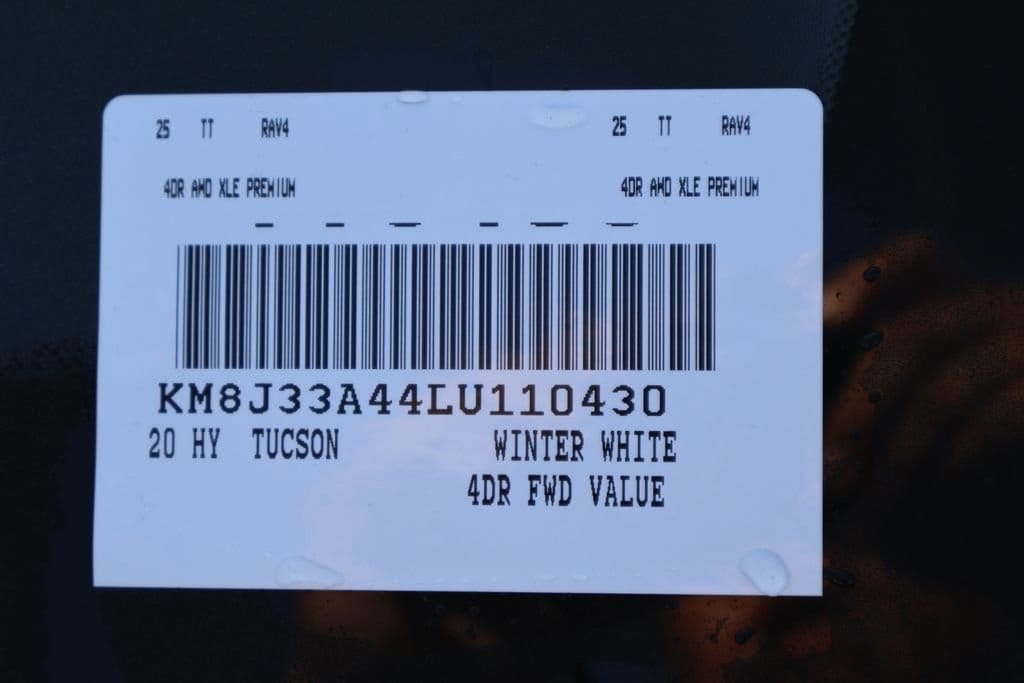 25 TT RAV4 25 TT RAV4
4DR AWD XLE PREMIUM 4DR AWD XLE PREMIUM
KM8J33A44LU110430
20 HY TUCSON WINTER WHITE
4DR FWD VALUE